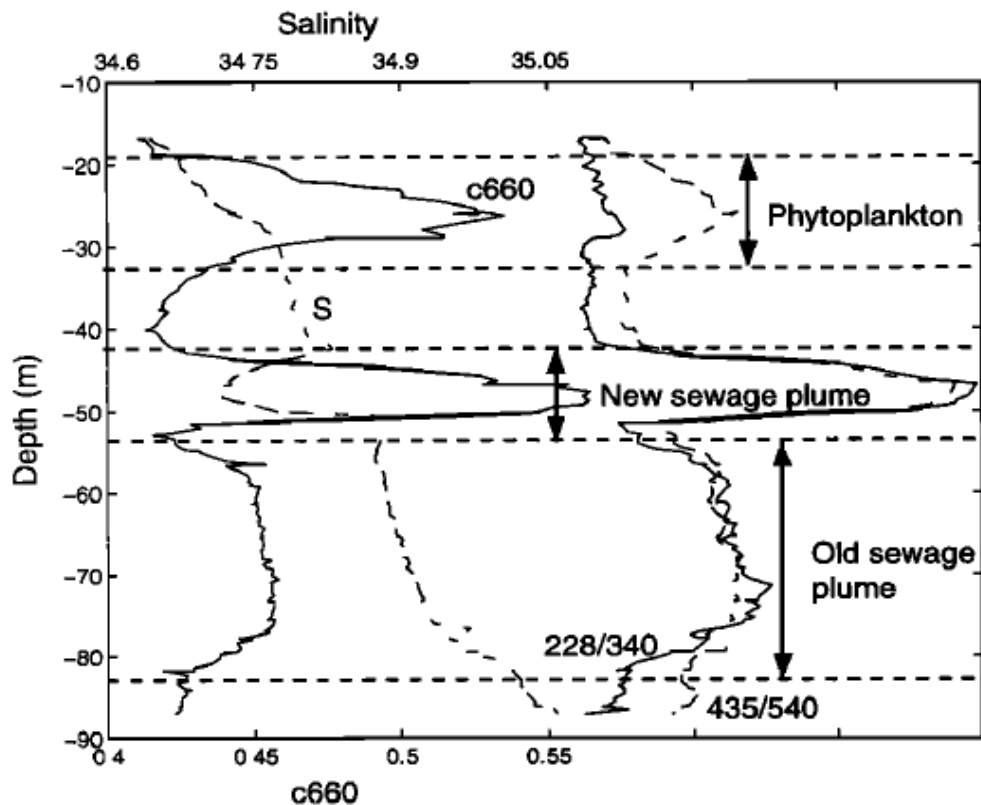 Salinity
34.6 34 75 34.9 35.05
-10
-20
c660
Phytoplankton
-30
S
-40
New sewage plume
-50
Depth (m)
-60
Old sewage
plume
-70
228/340
-80
435/540
-90
0 4 0 45 0.5 0.55
c660